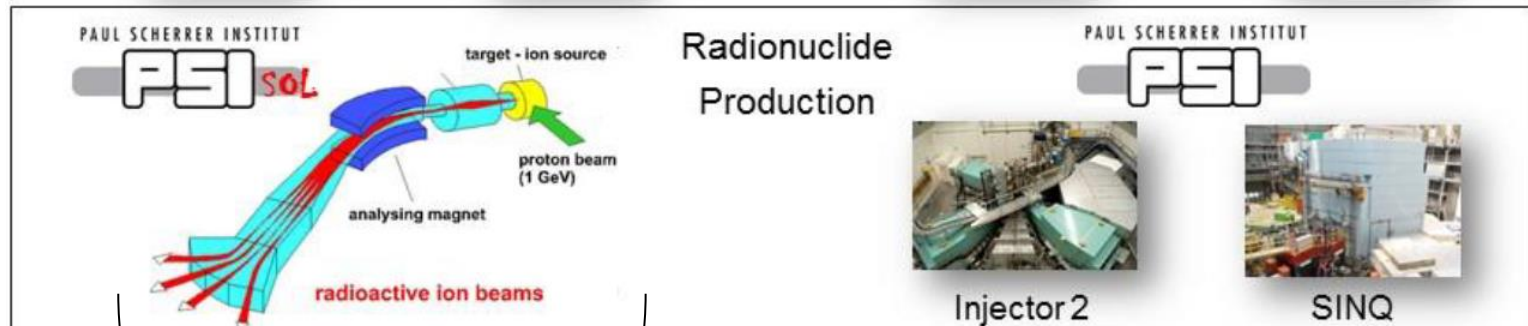 PAUL SCHERRER INSTITUT
PSI SOL
target - ion source
proton beam
(1 GeV)
analysing magnet
radioactive ion beams
Radionuclide
Production
PAUL SCHERRER INSTITUT
PSI
Injector 2
SINQ